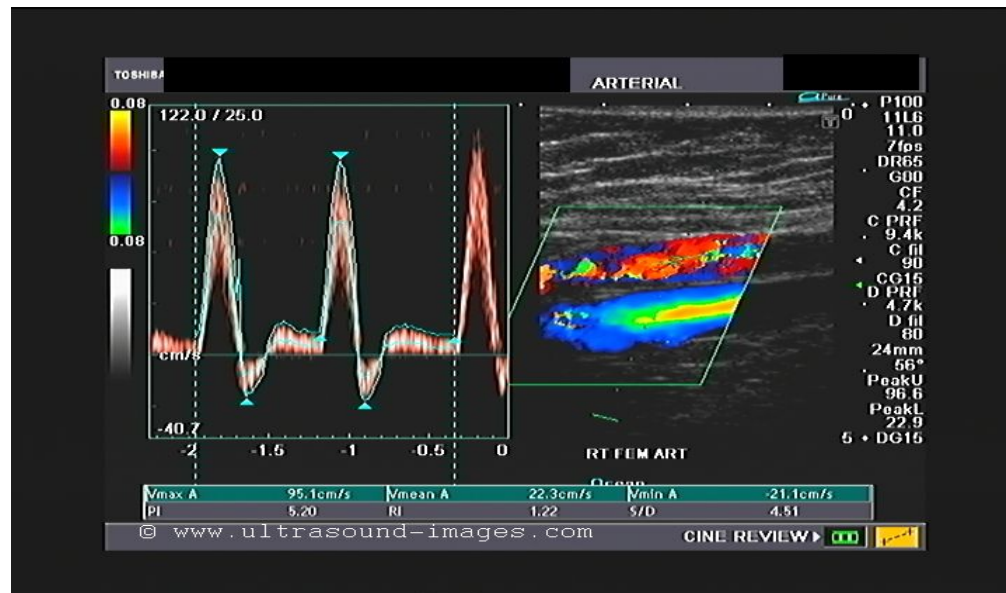 TOSHIBA
ARTERIAL
0.08
122.0 / 25.0
0.08
cm/s
-40.7
-2 -1.5 -1 -0.5 0
0
T
P100
11L6
11.0
7fps
DR65
G00
CF
4.2
C PRF
9.4k
C fil
90
CG15
D PRF
4.7k
D fil
80
24mm
56°
PeakU
96.6
PeakL
22.9
5 DG15
RT FEM ART
Vmax A 95.1cm/s Vmean A 22.3cm/s Vmin A -21.1cm/s
PI 5.20 RI 1.22 S/D -4.51
© www.ultrasound-images.com
CINE REVIEW